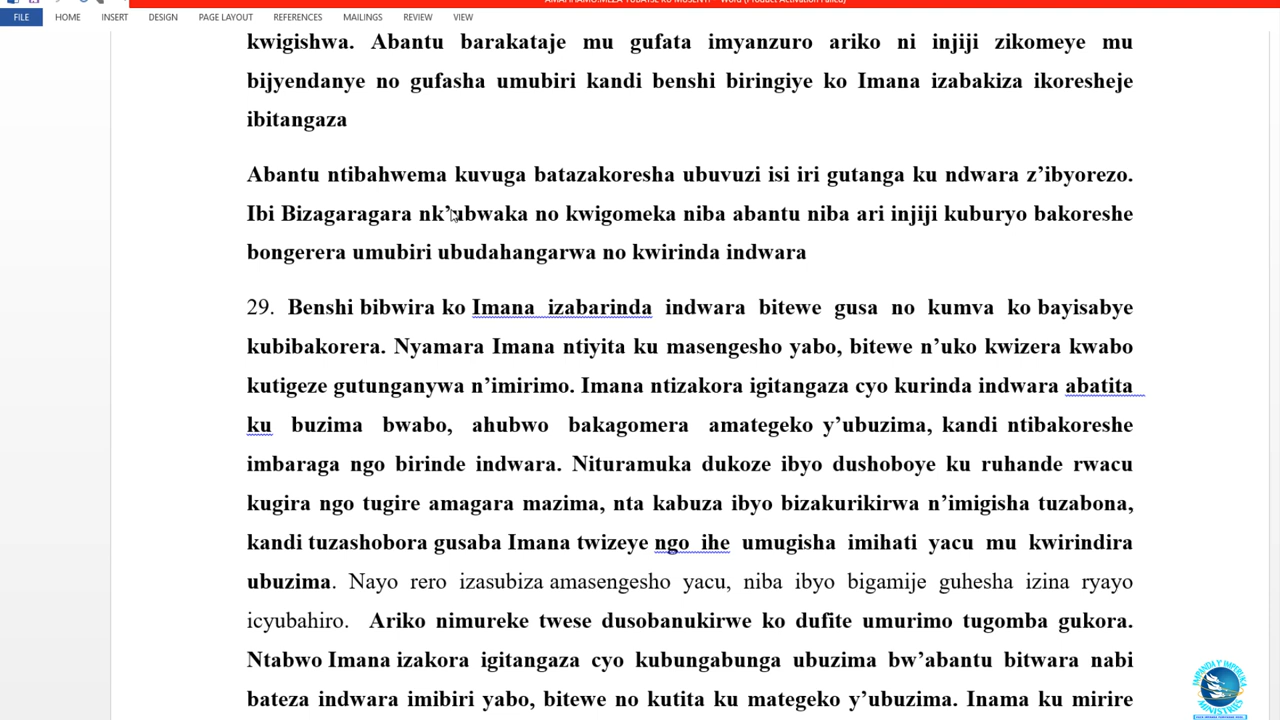 FILE HOME INSERT DESIGN PAGE LAYOUT REFERENCES MAILINGS REVIEW VIEW
kwigishwa. Abantu barakataje mu gufata imyanzuro ariko ni injiji zikomeye mu
bijyendanye no gufasha umubiri kandi benshi biringiye ko Imana izabakiza ikoresheje
ibitangaza
Abantu ntibahwema kuvuga batazakoresha ubuvuzi isi iri gutanga ku ndwara z’ibyorezo.
Ibi Bizagaragara nk’ubwaka no kwigomeka niba abantu niba ari injiji kuburyo bakoreshe
bongerera umubiri ubudahangarwa no kwirinda indwara
29. Benshi bibwira ko Imana izabarinda indwara bitewe gusa no kumva ko bayisabye
kubibakorera. Nyamara Imana ntiyita ku masengesho yabo, bitewe n’uko kwizera kwabo
kutigeze gutunganywa n’imirimo. Imana ntizakora igitangaza cyo kurinda indwara abatita
ku buzima bwabo, ahubwo bakagomera amategeko y’ubuzima, kandi ntibakoreshe
imbaraga ngo birinde indwara. Nituramuka dukoze ibyo dushoboye ku ruhande rwacu
kugira ngo tugire amagara mazima, nta kabuza ibyo bizakurikirwa n’imigisha tuzabona,
kandi tuzashobora gusaba Imana twizeye ngo ihe umugisha imihati yacu mu kwirindira
ubuzima. Nayo rero izasubiza amasengesho yacu, niba ibyo bigamije guhesha izina ryayo
icyubahiro. Ariko nimureke twese dusobanukirwe ko dufite umurimo tugomba gukora.
Ntabwo Imana izakora igitangaza cyo kubungabunga ubuzima bw’abantu bitwara nabi
bateza indwara imibiri yabo, bitewe no kutita ku mategeko y’ubuzima. Inama ku mirire
MINISTRIES